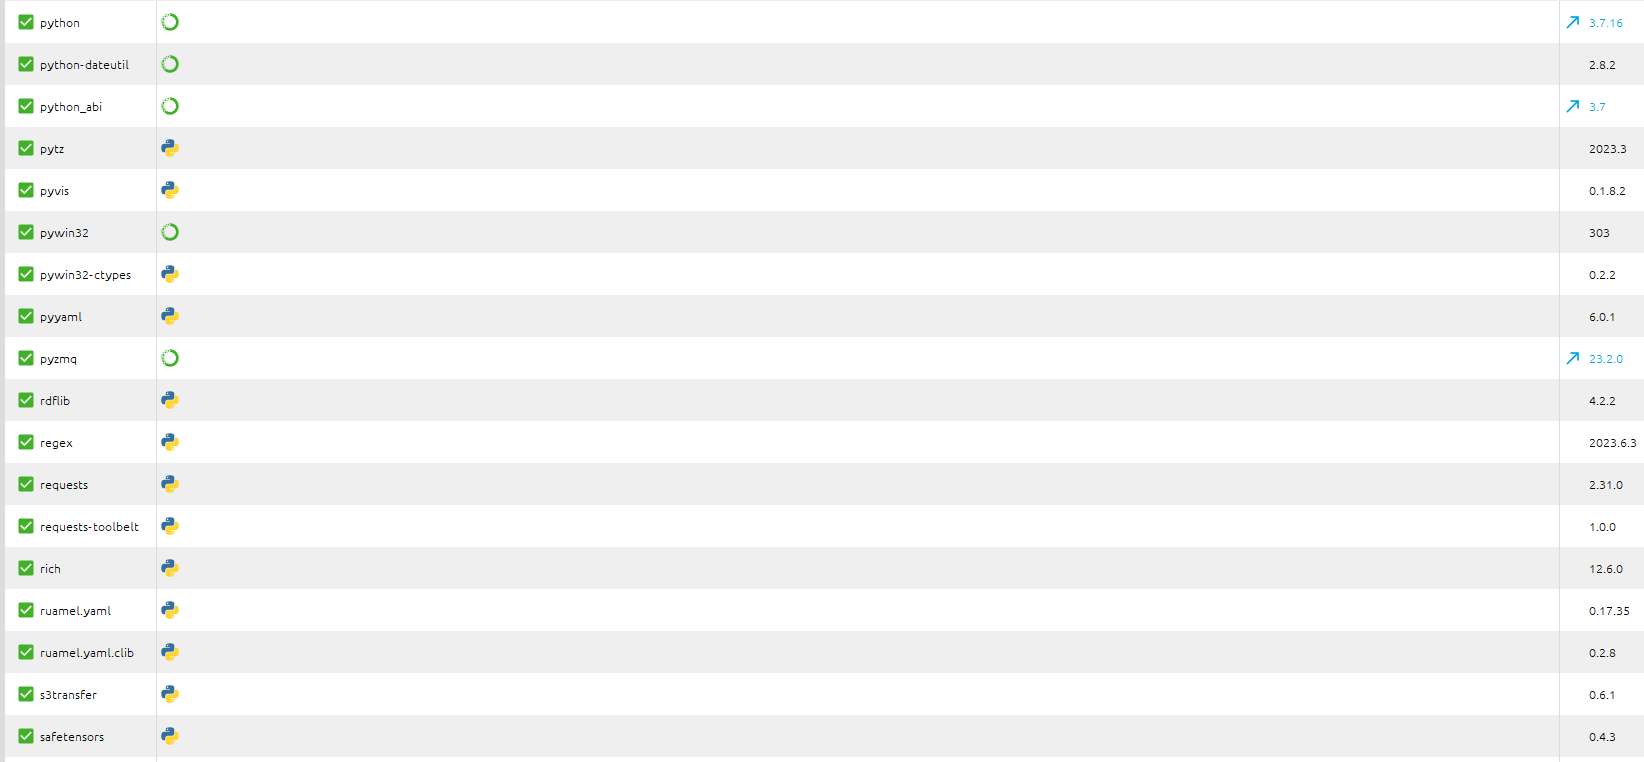 python 3.7.16
python-dateutil 2.8.2
python_abi 3.7
pytz 2023.3
pyvis 0.1.8.2
pywin32 303
pywin32-ctypes 0.2.2
pyyaml 6.0.1
pyzmq 23.2.0
rdflib 4.2.2
regex 2023.6.3
requests 2.31.0
requests-toolbelt 1.0.0
rich 12.6.0
ruamel.yaml 0.17.35
ruamel.yaml.clib 0.2.8
s3transfer 0.6.1
safetensors 0.4.3